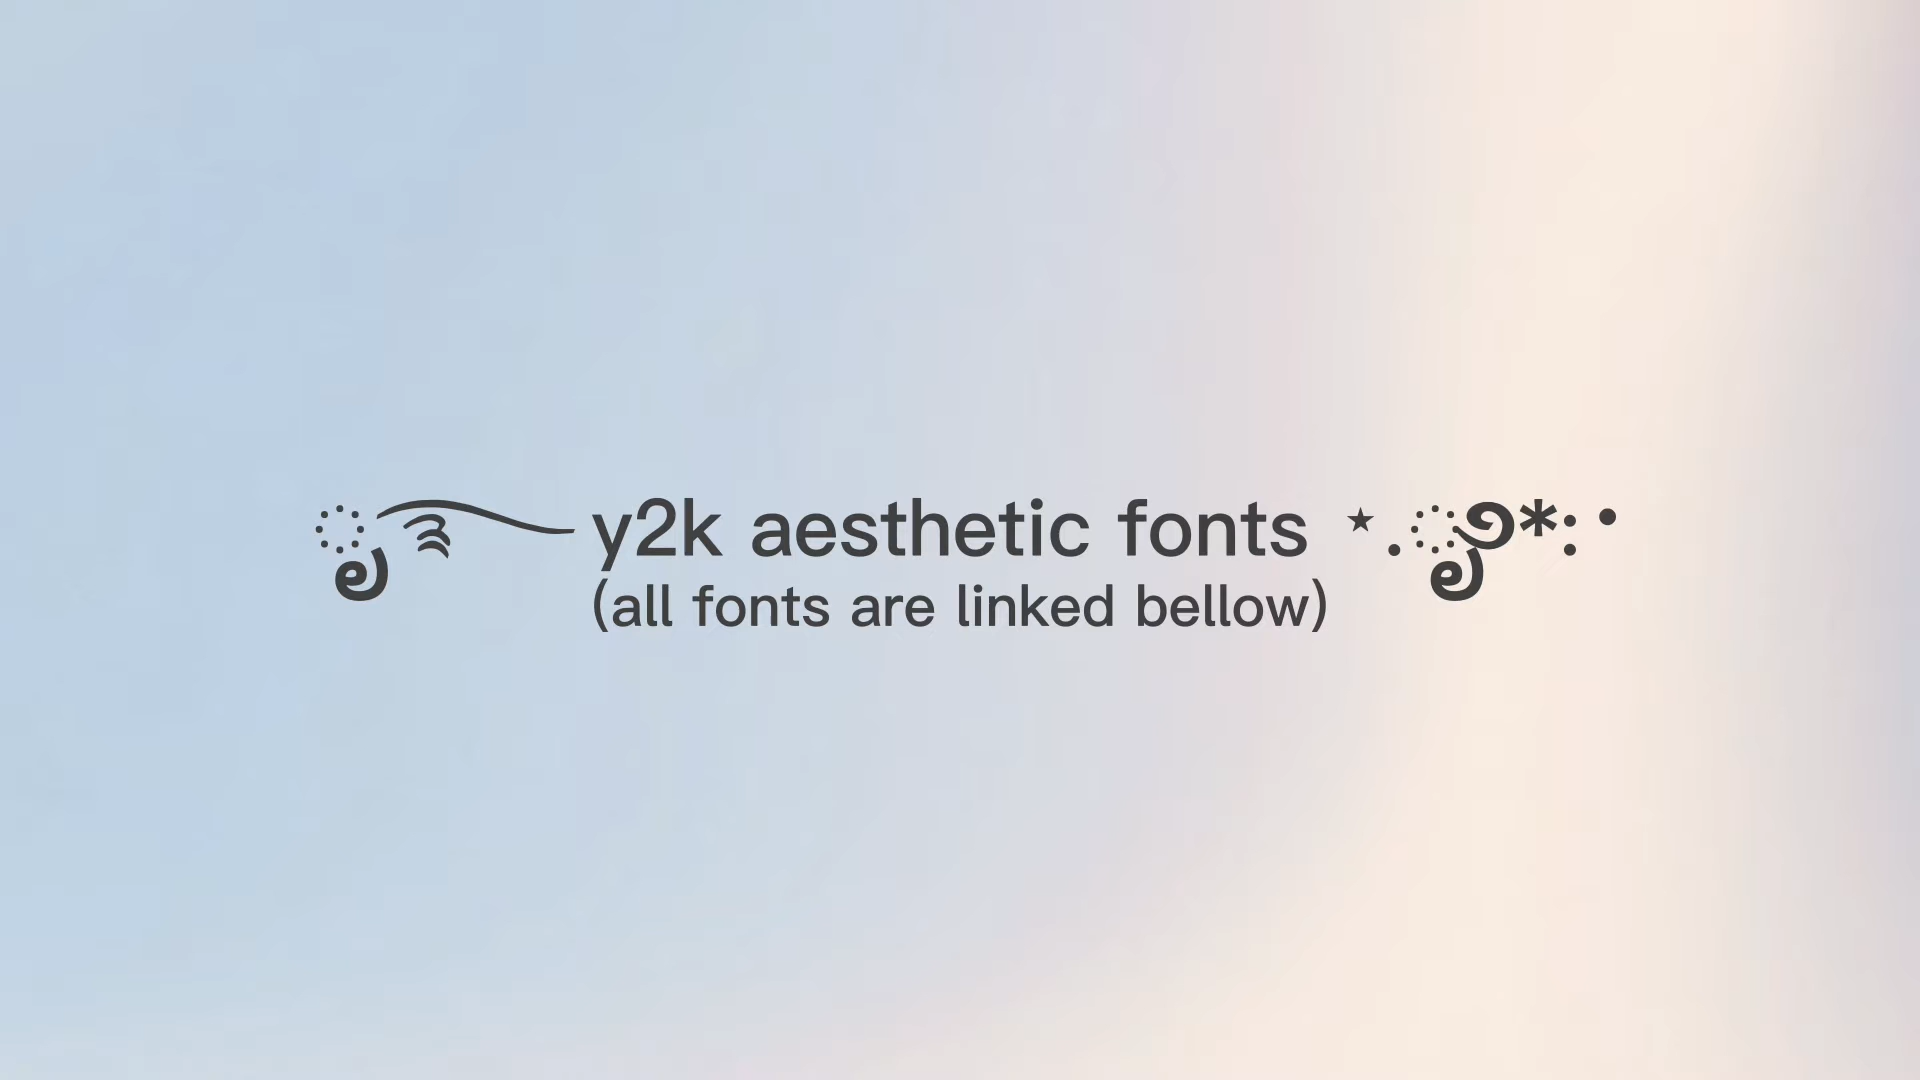 ੈ࿐ y2k aesthetic fonts ⋆.ೃ࿔*:・
(all fonts are linked bellow)